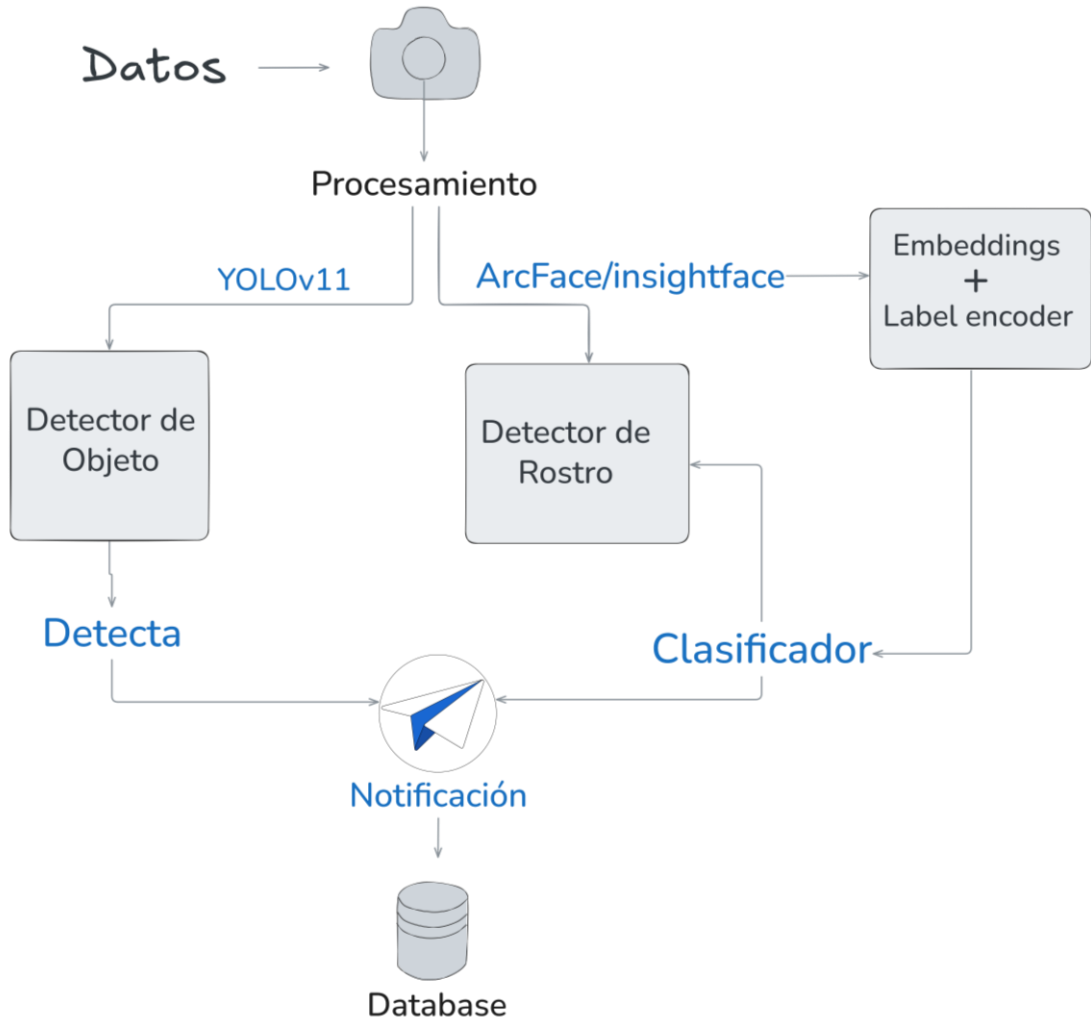 Datos
Procesamiento
YOLOv11
ArcFace/insightface
Embeddings
+
Label encoder
Detector de
Objeto
Detector de
Rostro
Detecta
Clasificador
Notificación
Database